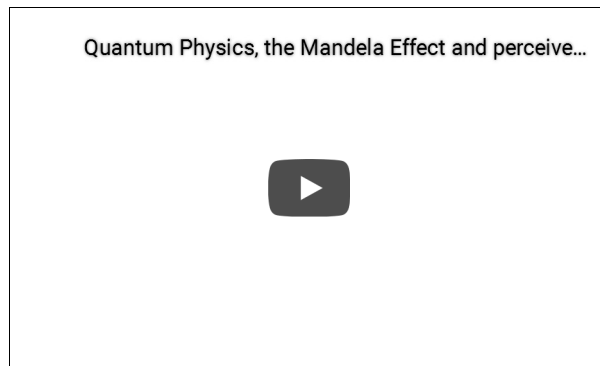 Quantum Physics, the Mandela Effect and perceive...